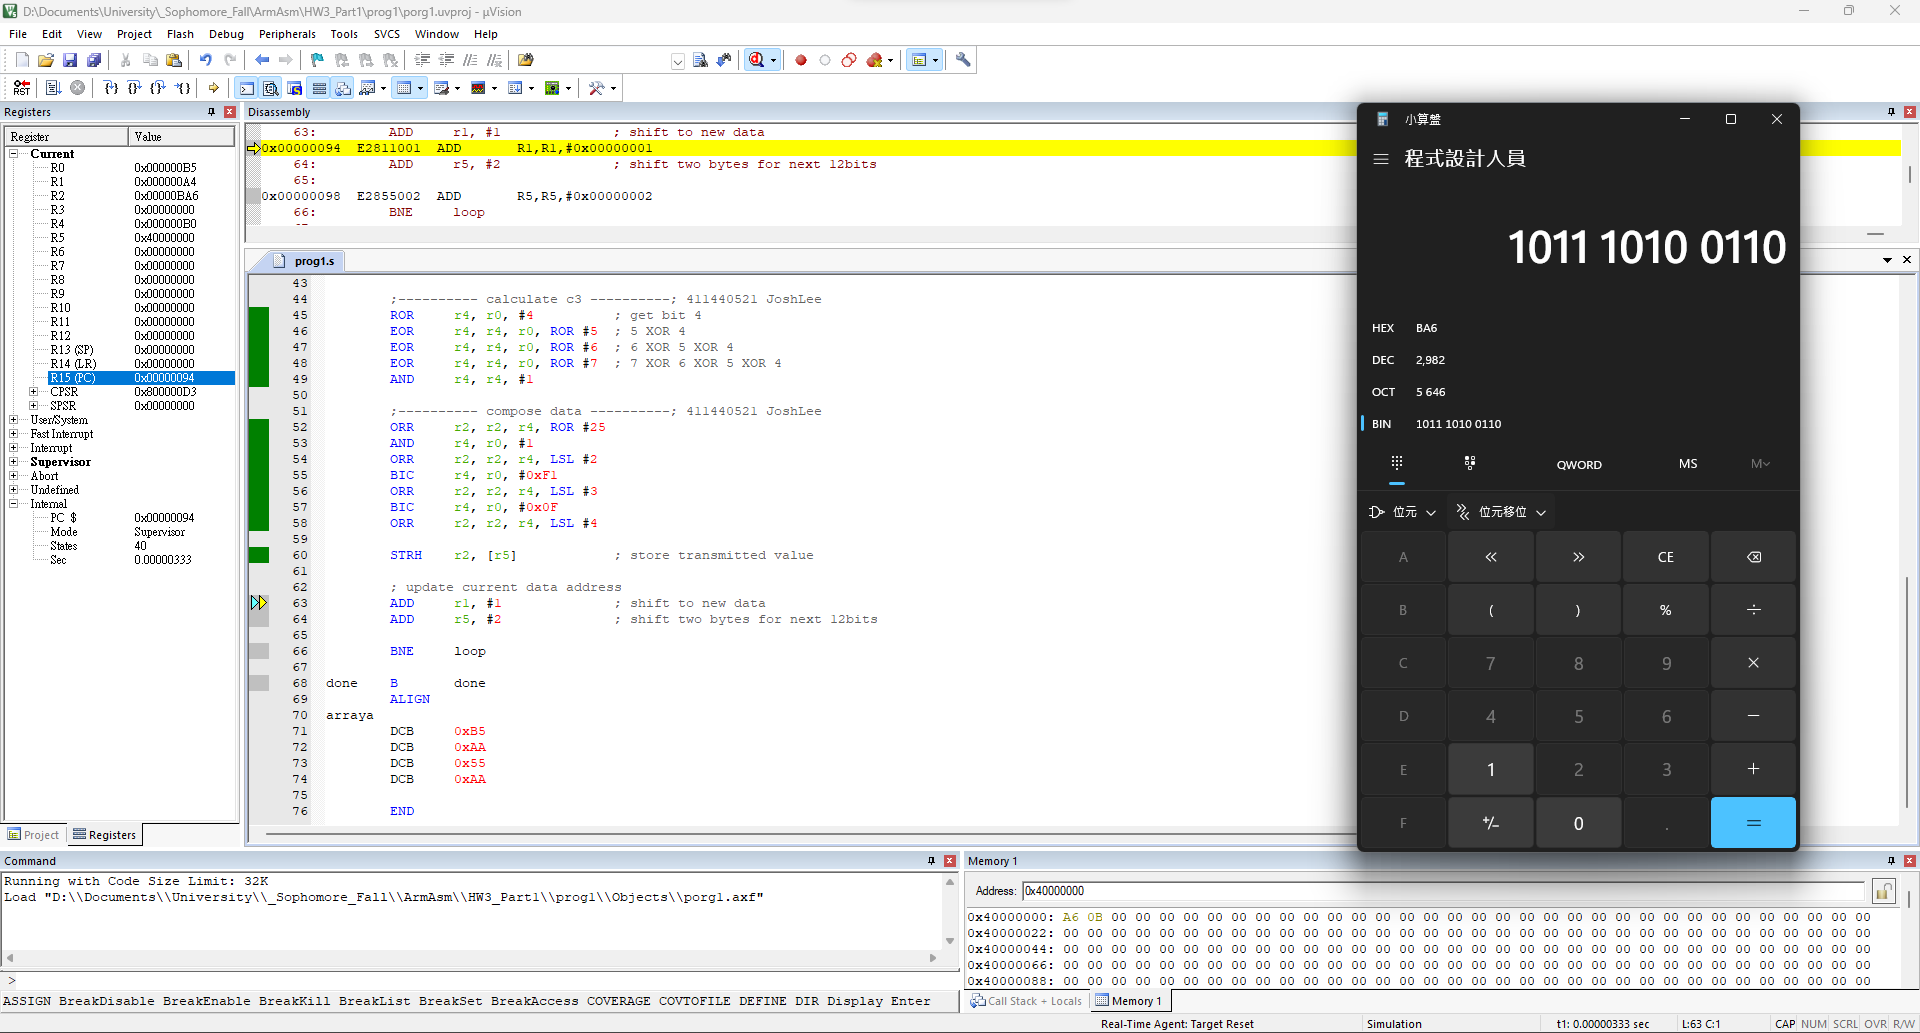 D:\Documents\University\_Sophomore_Fall\ArmAsm\HW3_Part1\prog1\porg1.uvproj - µVision
File Edit View Project Flash Debug Peripherals Tools SVCS Window Help
Registers
Register Value
Current
R0 0x000000B5
R1 0x000000A4
R2 0x00000BA6
R3 0x00000000
R4 0x000000B0
R5 0x40000000
R6 0x00000000
R7 0x00000000
R8 0x00000000
R9 0x00000000
R10 0x00000000
R11 0x00000000
R12 0x00000000
R13 (SP) 0x00000000
R14 (LR) 0x00000000
R15 (PC) 0x00000094
CPSR 0x800000D3
SPSR 0x00000000
User/System
Fast Interrupt
Interrupt
Supervisor
Abort
Undefined
Internal
PC $ 0x00000094
Mode Supervisor
States 40
Sec 0.00000333
Project Registers
Disassembly
63: ADD r1, #1 ; shift to new data
0x00000094 E2811001 ADD R1,R1,#0x00000001
64: ADD r5, #2 ; shift two bytes for next 12bits
65:
0x00000098 E2855002 ADD R5,R5,#0x00000002
66: BNE loop
prog1.s
43
44 ;---------- calculate c3 ----------; 411440521 JoshLee
45 ROR r4, r0, #4 ; get bit 4
46 EOR r4, r4, r0, ROR #5 ; 5 XOR 4
47 EOR r4, r4, r0, ROR #6 ; 6 XOR 5 XOR 4
48 EOR r4, r4, r0, ROR #7 ; 7 XOR 6 XOR 5 XOR 4
49 AND r4, r4, #1
50
51 ;---------- compose data ----------; 411440521 JoshLee
52 ORR r2, r2, r4, ROR #25
53 AND r4, r0, #1
54 ORR r2, r2, r4, LSL #2
55 BIC r4, r0, #0xF1
56 ORR r2, r2, r4, LSL #3
57 BIC r4, r0, #0x0F
58 ORR r2, r2, r4, LSL #4
59
60 STRH r2, [r5] ; store transmitted value
61
62 ; update current data address
63 ADD r1, #1 ; shift to new data
64 ADD r5, #2 ; shift two bytes for next 12bits
65
66 BNE loop
67
68 done B done
69 ALIGN
70 arraya
71 DCB 0xB5
72 DCB 0xAA
73 DCB 0x55
74 DCB 0xAA
75
76 END
小算盤
程式設計人員
1011 1010 0110
HEX BA6
DEC 2,982
OCT 5 646
BIN 1011 1010 0110
QWORD MS M
位元 位元移位
A « » CE
B ( ) % ÷
C 7 8 9 ×
D 4 5 6 −
E 1 2 3 +
F +/- 0 . =
Command
Running with Code Size Limit: 32K
Load "D:\\Documents\\University\\_Sophomore_Fall\\ArmAsm\\HW3_Part1\\prog1\\Objects\\porg1.axf"
>
ASSIGN BreakDisable BreakEnable BreakKill BreakList BreakSet BreakAccess COVERAGE COVTOFILE DEFINE DIR Display Enter
Memory 1
Address: 0x40000000
0x40000000: A6 0B 00 00 00 00 00 00 00 00 00 00 00 00 00 00 00 00 00 00 00 00 00 00 00 00 00 00 00 00 00 00 00 00
0x40000022: 00 00 00 00 00 00 00 00 00 00 00 00 00 00 00 00 00 00 00 00 00 00 00 00 00 00 00 00 00 00 00 00 00 00
0x40000044: 00 00 00 00 00 00 00 00 00 00 00 00 00 00 00 00 00 00 00 00 00 00 00 00 00 00 00 00 00 00 00 00 00 00
0x40000066: 00 00 00 00 00 00 00 00 00 00 00 00 00 00 00 00 00 00 00 00 00 00 00 00 00 00 00 00 00 00 00 00 00 00
0x40000088: 00 00 00 00 00 00 00 00 00 00 00 00 00 00 00 00 00 00 00 00 00 00 00 00 00 00 00 00 00 00 00 00 00 00
Call Stack + Locals Memory 1
Real-Time Agent: Target Reset Simulation t1: 0.00000333 sec L:63 C:1 CAP NUM SCRL OVR R/W